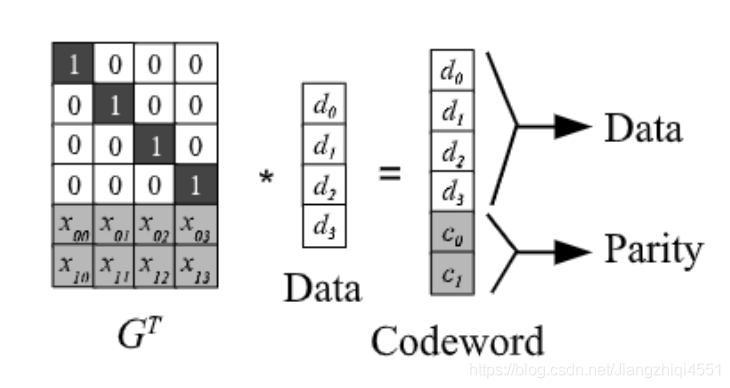 1 0 0 0
0 1 0 0
0 0 1 0
0 0 0 1
x₀₀ x₀₁ x₀₂ x₀₃
x₁₀ x₁₁ x₁₂ x₁₃
Gᵀ
*
d₀
d₁
d₂
d₃
Data
=
d₀
d₁
d₂
d₃
c₀
c₁
Codeword
Data
Parity
https://blog.csdn.net/Jiangzhiqi4551